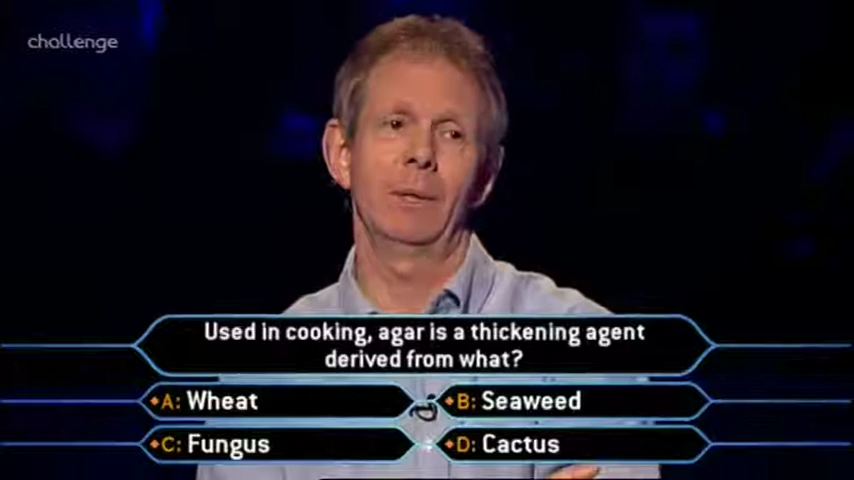 challenge
Used in cooking, agar is a thickening agent
derived from what?
A: Wheat
B: Seaweed
C: Fungus
D: Cactus